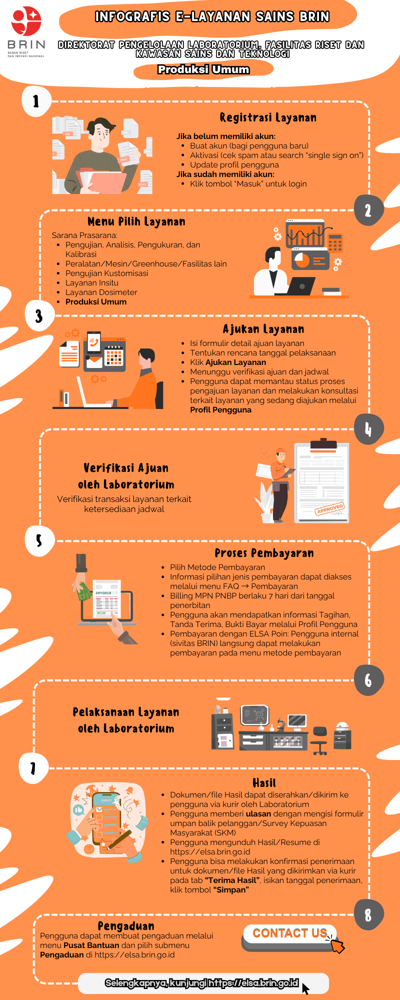 BRIN
BADAN RISET
DAN INOVASI NASIONAL
INFOGRAFIS E-LAYANAN SAINS BRIN
DIREKTORAT PENGELOLAAN LABORATORIUM, FASILITAS RISET DAN
KAWASAN SAINS DAN TEKNOLOGI
Produksi Umum
1
XLS
DOC
DOCX
Registrasi Layanan
Jika belum memiliki akun:
• Buat akun (bagi pengguna baru)
• Aktivasi (cek spam atau search “single sign on”)
• Update profil pengguna
Jika sudah memiliki akun:
• Klik tombol “Masuk” untuk login
2
Menu Pilih Layanan
Sarana Prasarana:
• Pengujian, Analisis, Pengukuran, dan
Kalibrasi
• Peralatan/Mesin/Greenhouse/Fasilitas lain
• Pengujian Kustomisasi
• Layanan Insitu
• Layanan Dosimeter
• Produksi Umum
3
Ajukan Layanan
• Isi formulir detail ajuan layanan
• Tentukan rencana tanggal pelaksanaan
• Klik Ajukan Layanan
• Menunggu verifikasi ajuan dan jadwal
• Pengguna dapat memantau status proses
pengajuan layanan dan melakukan konsultasi
terkait layanan yang sedang diajukan melalui
Profil Pengguna
4
Verifikasi Ajuan
oleh Laboratorium
Verifikasi transaksi layanan terkait
ketersediaan jadwal
APPROVED
5
Proses Pembayaran
INVOICE
• Pilih Metode Pembayaran
• Informasi pilihan jenis pembayaran dapat diakses
melalui menu FAQ → Pembayaran
• Billing MPN PNBP berlaku 7 hari dari tanggal
penerbitan
• Pengguna akan mendapatkan informasi Tagihan,
Tanda Terima, Bukti Bayar melalui Profil Pengguna
• Pembayaran dengan ELSA Poin: Pengguna internal
(sivitas BRIN) langsung dapat melakukan
pembayaran pada menu metode pembayaran
6
Pelaksanaan Layanan
oleh Laboratorium
7
Hasil
SURVEY
• Dokumen/file Hasil dapat diserahkan/dikirim ke
pengguna via kurir oleh Laboratorium
• Pengguna memberi ulasan dengan mengisi formulir
umpan balik pelanggan/Survey Kepuasan
Masyarakat (SKM)
• Pengguna mengunduh Hasil/Resume di
https://elsa.brin.go.id
• Pengguna bisa melakukan konfirmasi penerimaan
untuk dokumen/file Hasil yang dikirimkan via kurir
pada tab “Terima Hasil”, isikan tanggal penerimaan,
klik tombol “Simpan”
8
Pengaduan
Pengguna dapat membuat pengaduan melalui
menu Pusat Bantuan dan pilih submenu
Pengaduan di https://elsa.brin.go.id
CONTACT US
Selengkapnya, kunjungi https://elsa.brin.go.id